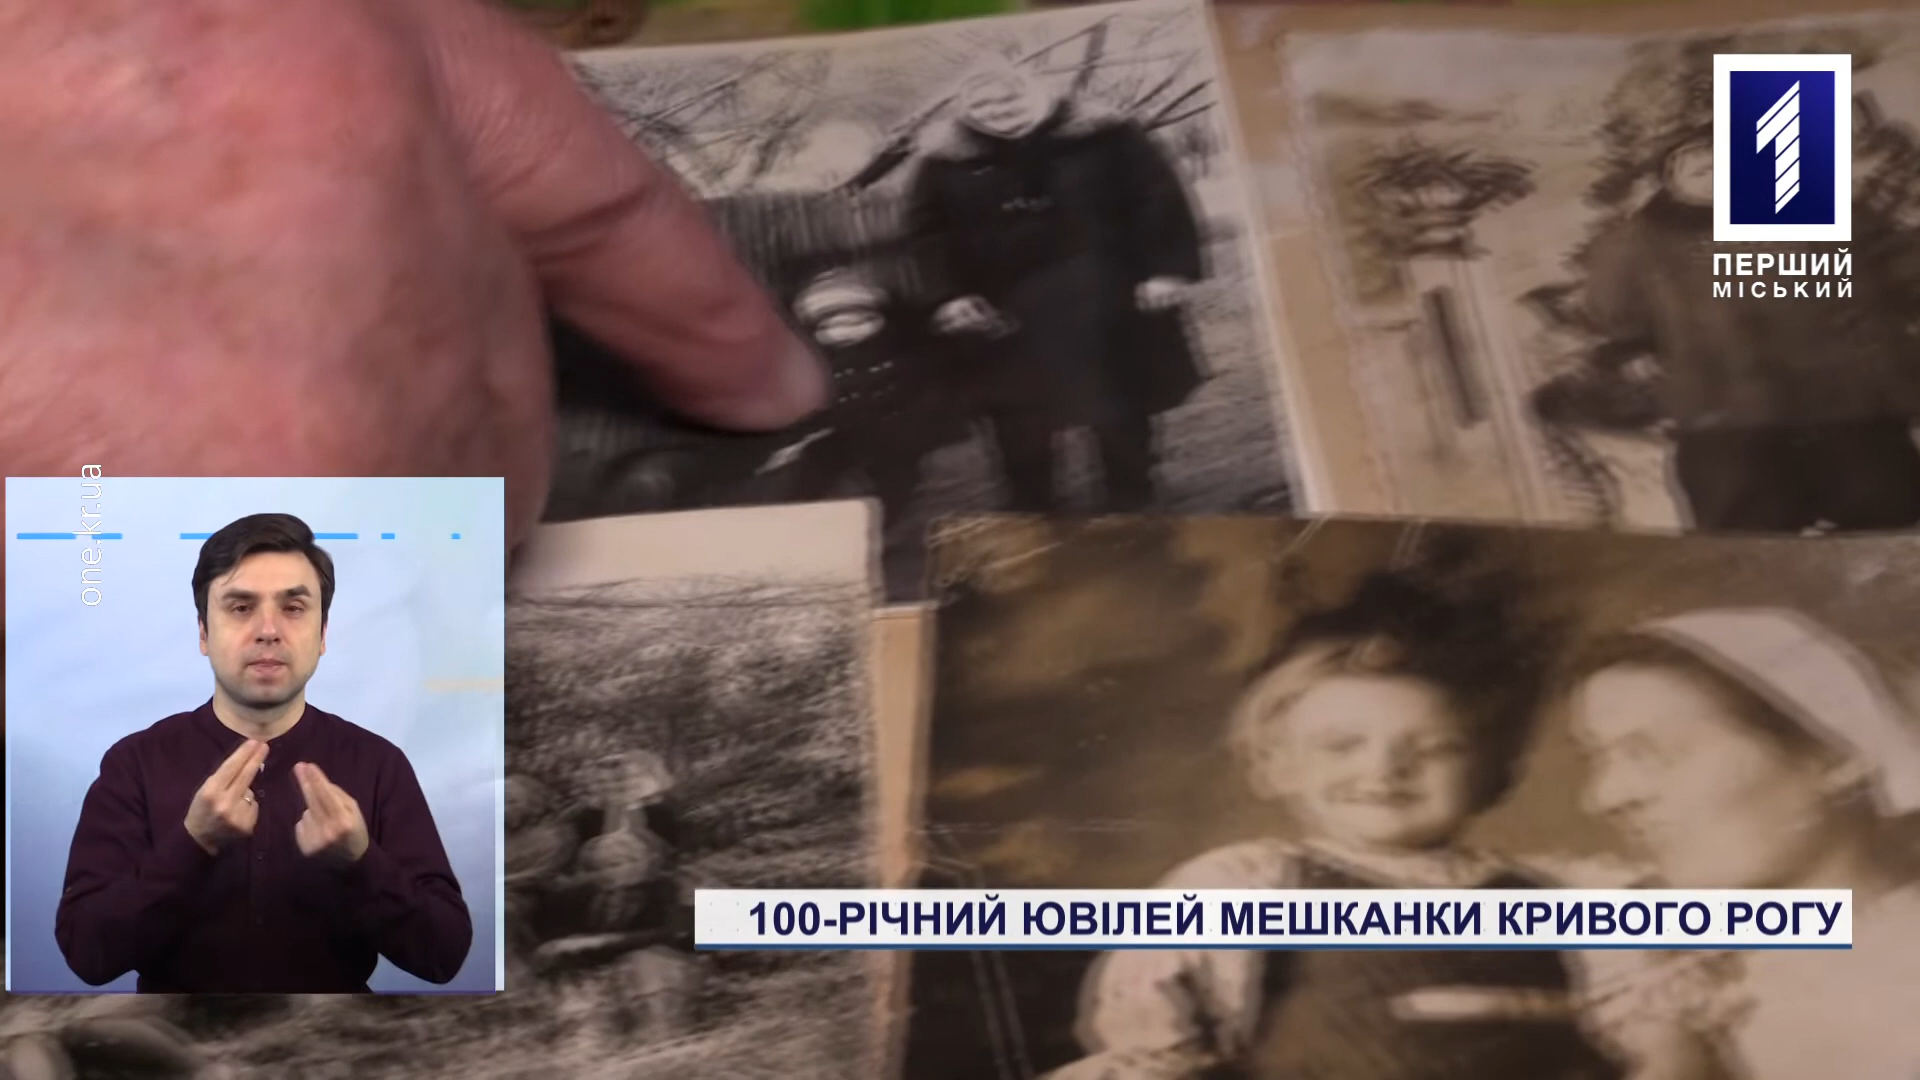 ПЕРШИЙ
МІСЬКИЙ
one.kr.ua
100-РІЧНИЙ ЮВІЛЕЙ МЕШКАНКИ КРИВОГО РОГУ